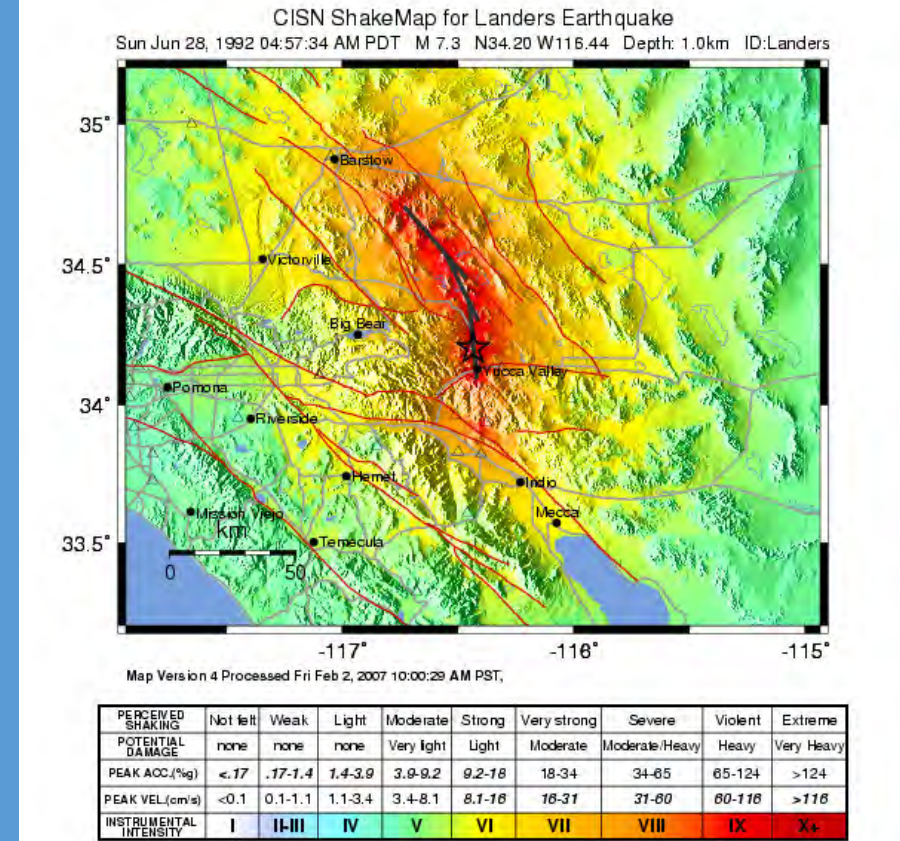 CISN ShakeMap for Landers Earthquake
Sun Jun 28, 1992 04:57:34 AM PDT M 7.3 N34.20 W116.44 Depth: 1.0km ID:Landers
35°
Barstow
34.5°
Victorville
Big Bear
Yucca Valley
34°
Pomona
Riverside
Hemet
Indio
Mission Viejo
Mecca
km
33.5°
Temecula
0 50
-117° -116° -115°
Map Version 4 Processed Fri Feb 2, 2007 10:00:29 AM PST,
PERCEIVED SHAKING Not felt Weak Light Moderate Strong Very strong Severe Violent Extreme
POTENTIAL DAMAGE none none none Very light Light Moderate Moderate/Heavy Heavy Very Heavy
PEAK ACC.(%g) <.17 .17-1.4 1.4-3.9 3.9-9.2 9.2-18 18-34 34-65 65-124 >124
PEAK VEL.(cm/s) <0.1 0.1-1.1 1.1-3.4 3.4-8.1 8.1-16 16-31 31-60 60-116 >116
INSTRUMENTAL INTENSITY I II-III IV V VI VII VIII IX X+